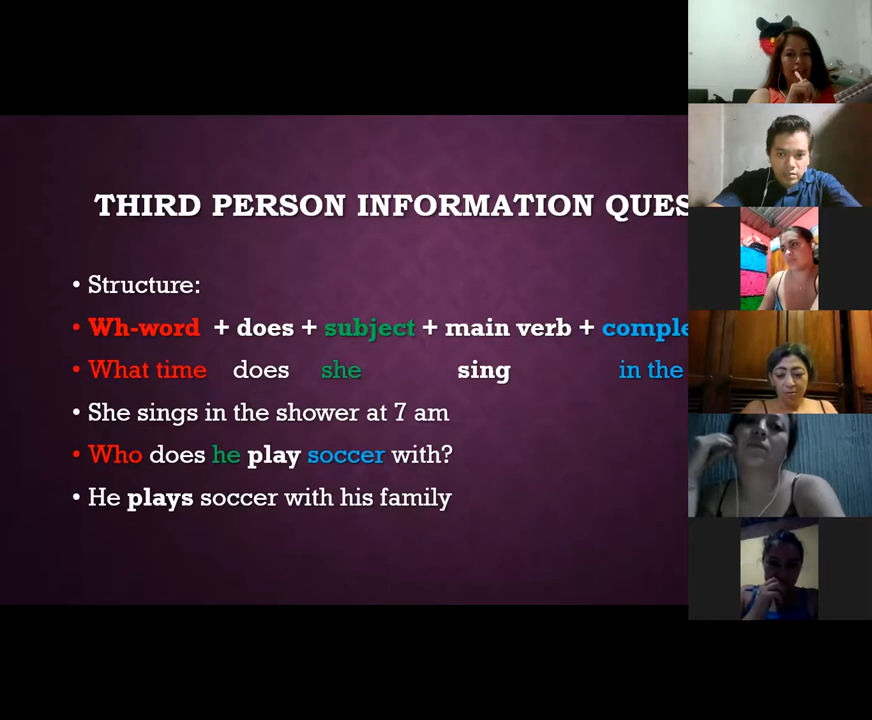 THIRD PERSON INFORMATION QUES
• Structure:
• Wh-word + does + subject + main verb + comple
• What time does she sing in the
• She sings in the shower at 7 am
• Who does he play soccer with?
• He plays soccer with his family